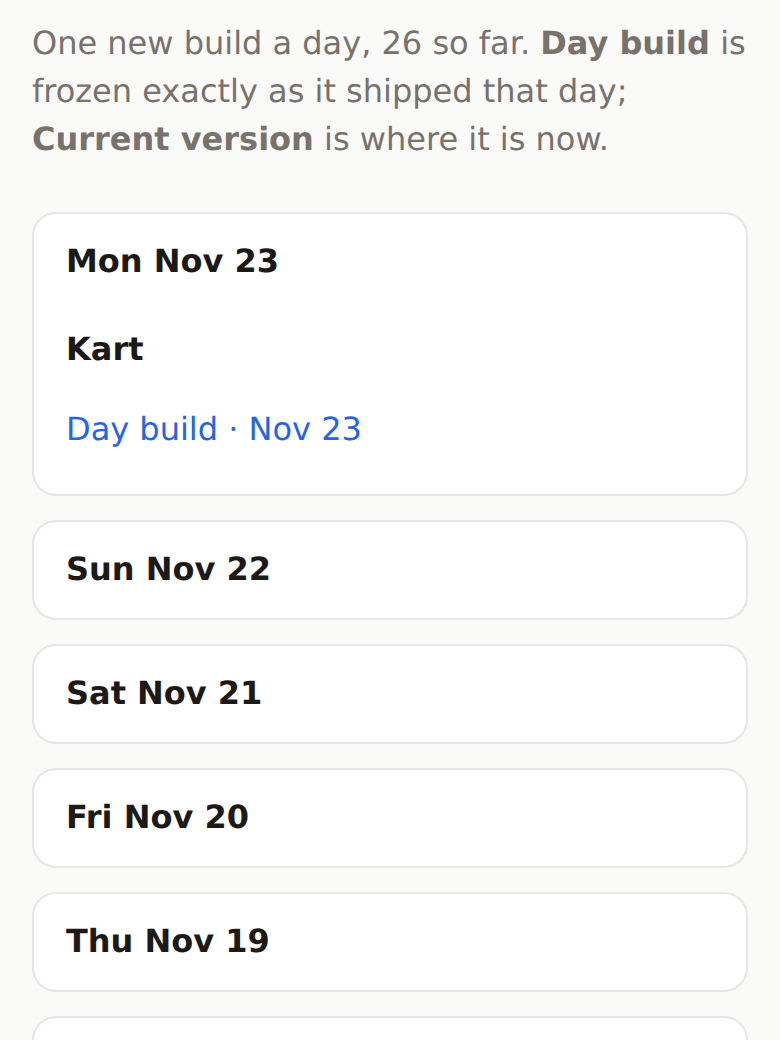 One new build a day, 26 so far. Day build is
frozen exactly as it shipped that day;
Current version is where it is now.
Mon Nov 23
Kart
Day build · Nov 23
Sun Nov 22
Sat Nov 21
Fri Nov 20
Thu Nov 19